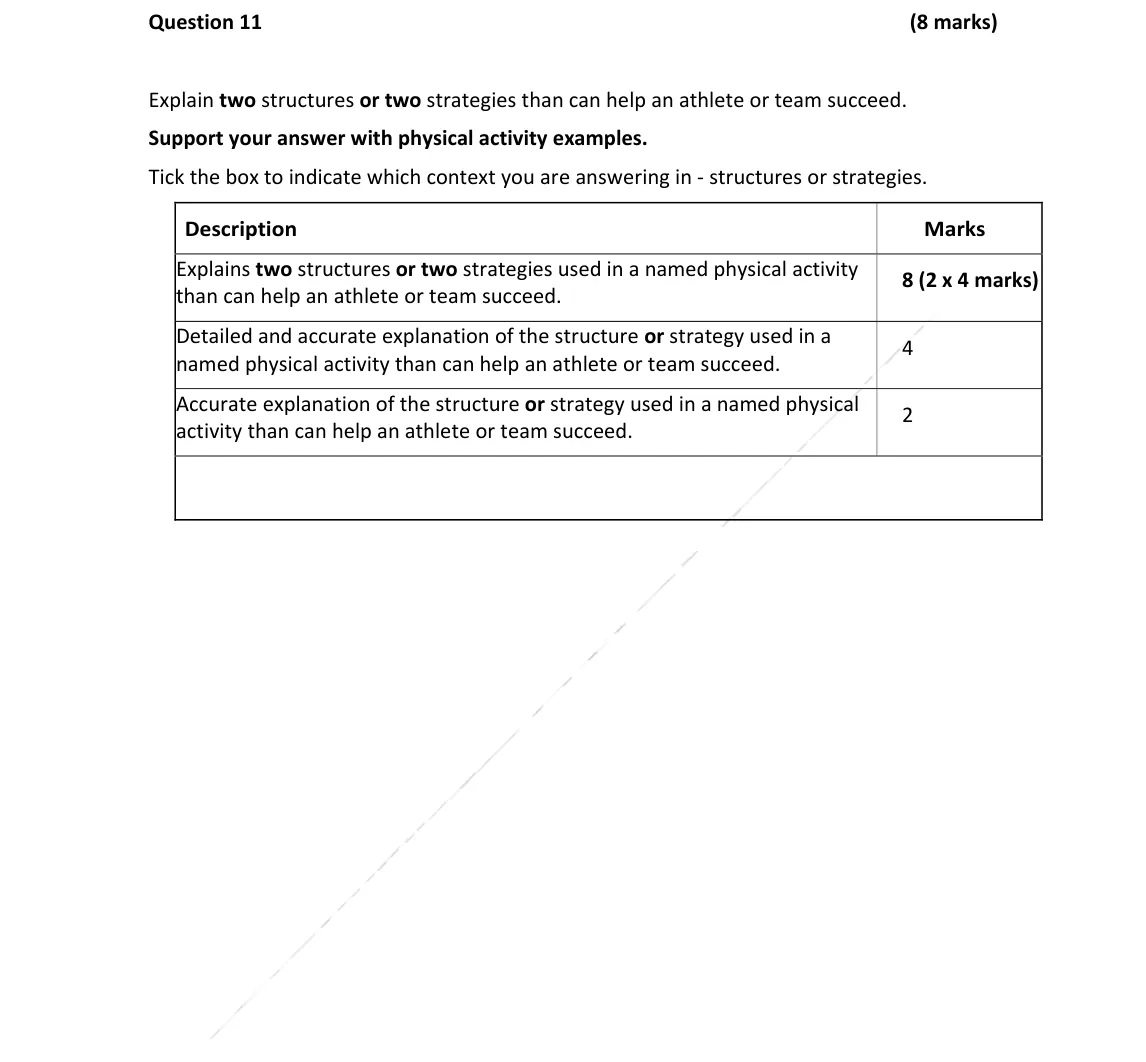 Question 11 (8 marks)
Explain two structures or two strategies than can help an athlete or team succeed.
Support your answer with physical activity examples.
Tick the box to indicate which context you are answering in - structures or strategies.
Description Marks
Explains two structures or two strategies used in a named physical activity
than can help an athlete or team succeed.
8 (2 x 4 marks)
Detailed and accurate explanation of the structure or strategy used in a
named physical activity than can help an athlete or team succeed.
4
Accurate explanation of the structure or strategy used in a named physical
activity than can help an athlete or team succeed.
2